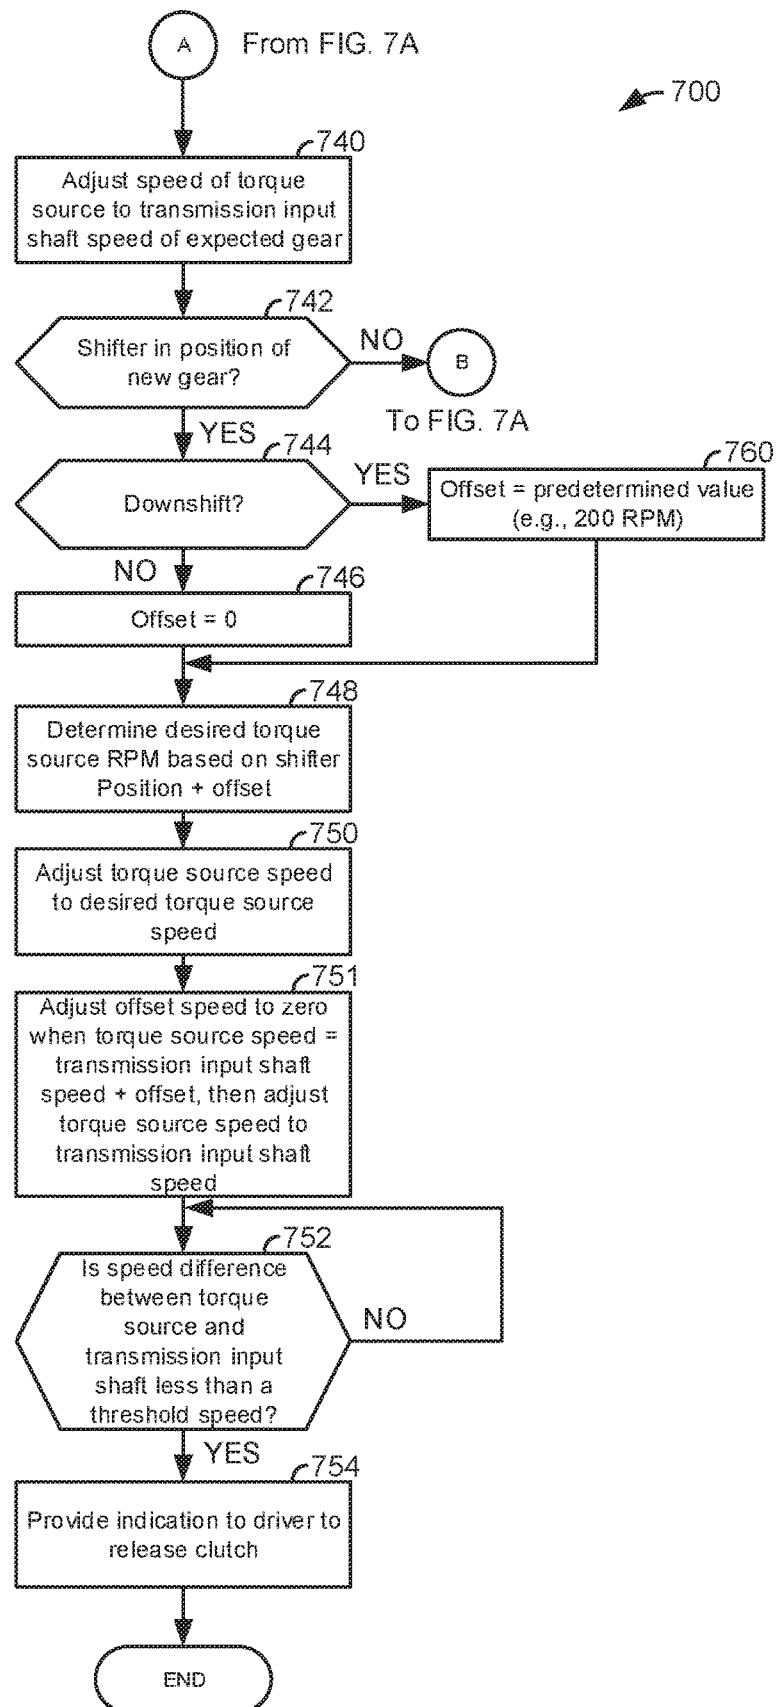 A
From FIG. 7A
700
740
Adjust speed of torque
source to transmission input
shaft speed of expected gear
742
Shifter in position of
new gear?
NO
B
To FIG. 7A
YES
744
Downshift?
YES
760
Offset = predetermined value
(e.g., 200 RPM)
NO
746
Offset = 0
748
Determine desired torque
source RPM based on shifter
Position + offset
750
Adjust torque source speed
to desired torque source
speed
751
Adjust offset speed to zero
when torque source speed =
transmission input shaft
speed + offset, then adjust
torque source speed to
transmission input shaft
speed
752
Is speed difference
between torque
source and
transmission input
shaft less than a
threshold speed?
NO
YES
754
Provide indication to driver to
release clutch
END